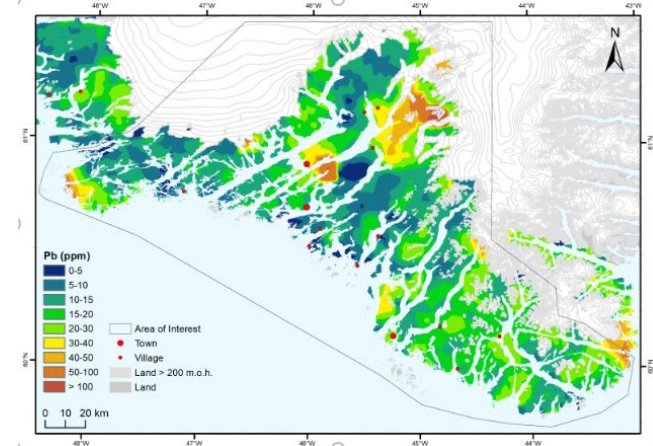 48°W 47°W 46°W 45°W 44°W 43°W
N
61°N 61°N
Pb (ppm)
0-5
5-10
10-15
15-20
20-30
30-40
40-50
50-100
> 100
Area of Interest
Town
Village
Land > 200 m.o.h.
Land
60°N 60°N
0 10 20 km
48°W 47°W 46°W 45°W 44°W